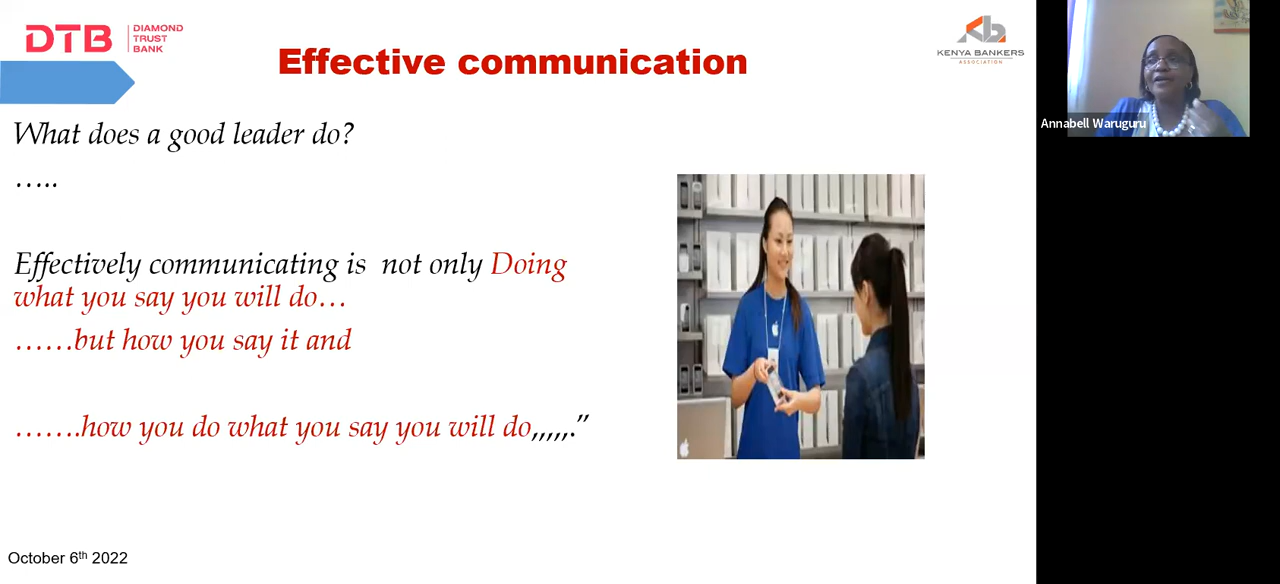 DTB
DIAMOND
TRUST
BANK
Effective communication
KENYA BANKERS
ASSOCIATION
Annabell Waruguru
What does a good leader do?
…..
Effectively communicating is  not only Doing
what you say you will do…
……but how you say it and
…….how you do what you say you will do,,,,,.”
October 6th 2022